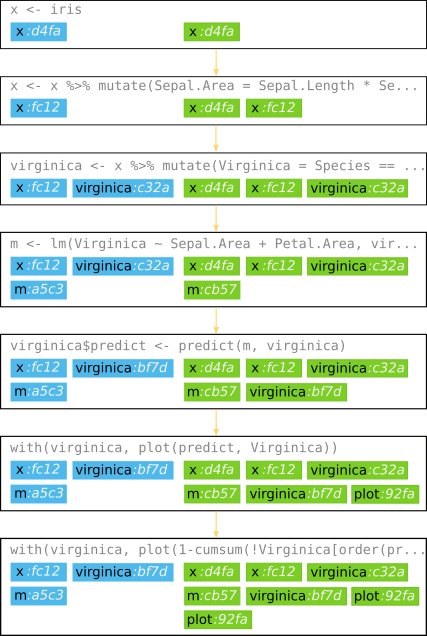 x <- iris
x:d4fa x:d4fa
x <- x %>% mutate(Sepal.Area = Sepal.Length * Se...
x:fc12 x:d4fa x:fc12
virginica <- x %>% mutate(Virginica = Species == ...
x:fc12 virginica:c32a x:d4fa x:fc12 virginica:c32a
m <- lm(Virginica ~ Sepal.Area + Petal.Area, vir...
x:fc12 virginica:c32a x:d4fa x:fc12 virginica:c32a
m:a5c3 m:cb57
virginica$predict <- predict(m, virginica)
x:fc12 virginica:bf7d x:d4fa x:fc12 virginica:c32a
m:a5c3 m:cb57 virginica:bf7d
with(virginica, plot(predict, Virginica))
x:fc12 virginica:bf7d x:d4fa x:fc12 virginica:c32a
m:a5c3 m:cb57 virginica:bf7d plot:92fa
with(virginica, plot(1-cumsum(!Virginica[order(pr...
x:fc12 virginica:bf7d x:d4fa x:fc12 virginica:c32a
m:a5c3 m:cb57 virginica:bf7d plot:92fa
plot:92fa